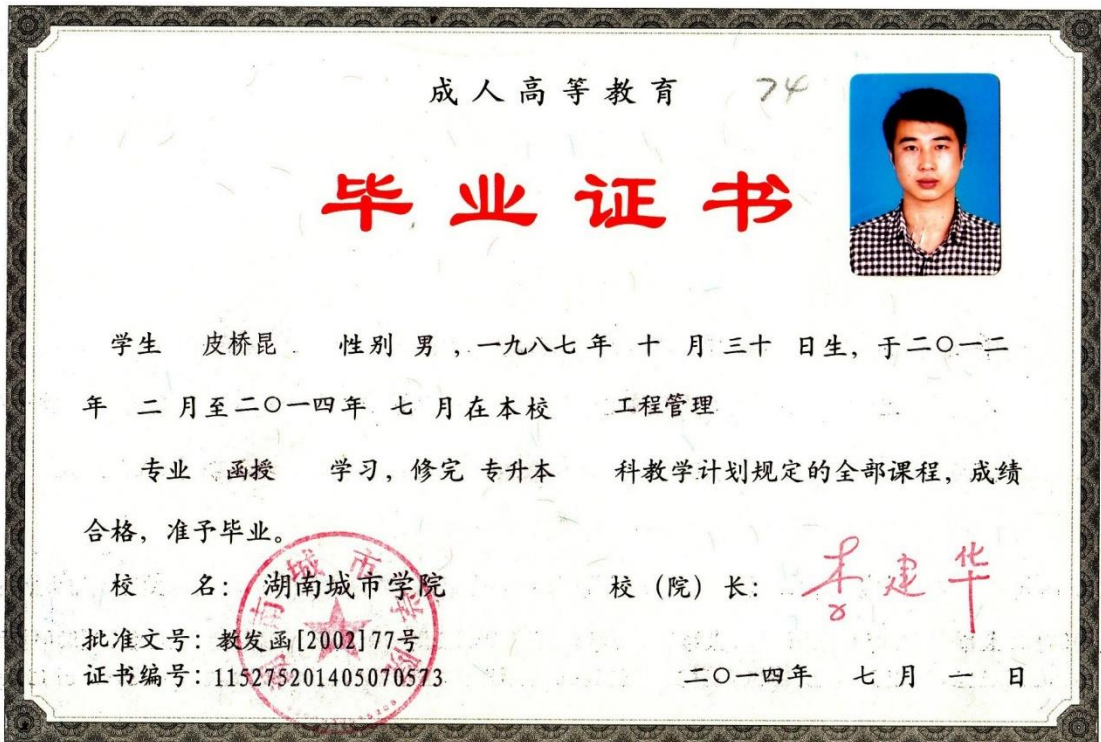 成人高等教育 74
毕业证书
学生 皮桥昆 性别 男，一九八七年 十 月 三十 日生，于二〇一二
年 二 月至二〇一四年 七 月在本校 工程管理
专业 函授 学习，修完 专升本 科教学计划规定的全部课程，成绩
合格，准予毕业。
校 名：湖南城市学院 校（院）长：李建华
批准文号：教发函[2002]77号
证书编号：115275201405070573 二〇一四年 七 月 一 日
湖南城市学院